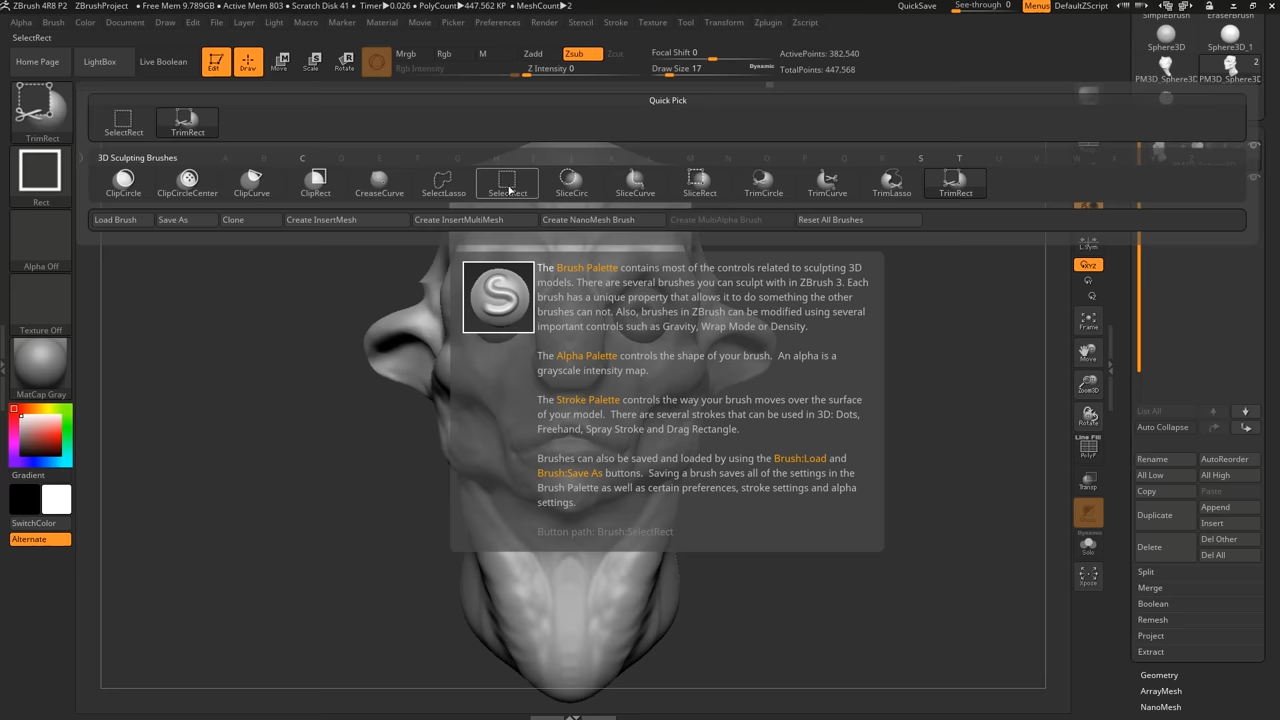 ZBrush 4R8 P2 ZBrushProject • Free Mem 9.789GB • Active Mem 803 • Scratch Disk 41 • Timer▶0.026 • PolyCount▶447.562 KP • MeshCount▶2 QuickSave See-through 0 Menus DefaultZScript
Alpha Brush Color Document Draw Edit File Layer Light Macro Marker Material Movie Picker Preferences Render Stencil Stroke Texture Tool Transform Zplugin Zscript
SelectRect
Home Page LightBox Live Boolean Edit Draw Move Scale Rotate
Mrgb Rgb M Zadd Zsub Zcut Focal Shift 0 ActivePoints: 382,540
Rgb Intensity Z Intensity 0 Draw Size 17 Dynamic TotalPoints: 447,568
SimpleBrush EraserBrush
Sphere3D Sphere3D_1
2
PM3D_Sphere3D PM3D_Sphere3D
Quick Pick
SelectRect TrimRect
3D Sculpting Brushes A B C D E F G H I J K L M N O P Q R S T U V W X Y Z
ClipCircle ClipCircleCenter ClipCurve ClipRect CreaseCurve SelectLasso SelectRect SliceCirc SliceCurve SliceRect TrimCircle TrimCurve TrimLasso TrimRect
Load Brush Save As Clone Create InsertMesh Create InsertMultiMesh Create NanoMesh Brush Create MultiAlpha Brush Reset All Brushes
TrimRect
Rect
Alpha Off
Texture Off
MatCap Gray
Gradient
SwitchColor
Alternate
The Brush Palette contains most of the controls related to sculpting 3D
models. There are several brushes you can sculpt with in ZBrush 3. Each
brush has a unique property that allows it to do something the other
brushes can not. Also, brushes in ZBrush can be modified using several
important controls such as Gravity, Wrap Mode or Density.
The Alpha Palette controls the shape of your brush. An alpha is a
grayscale intensity map.
The Stroke Palette controls the way your brush moves over the surface
of your model. There are several strokes that can be used in 3D: Dots,
Freehand, Spray Stroke and Drag Rectangle.
Brushes can also be saved and loaded by using the Brush:Load and
Brush:Save As buttons. Saving a brush saves all of the settings in the
Brush Palette as well as certain preferences, stroke settings and alpha
settings.
Button path: Brush:SelectRect
L.Sym
XYZ
Frame
Move
Zoom3D
Rotate
Line Fill
PolyF
Transp
Dynamic
Solo
Xpose
List All
Auto Collapse
Rename AutoReorder
All Low All High
Copy Paste
Duplicate Append
Insert
Delete Del Other
Del All
Split
Merge
Boolean
Remesh
Project
Extract
Geometry
ArrayMesh
NanoMesh